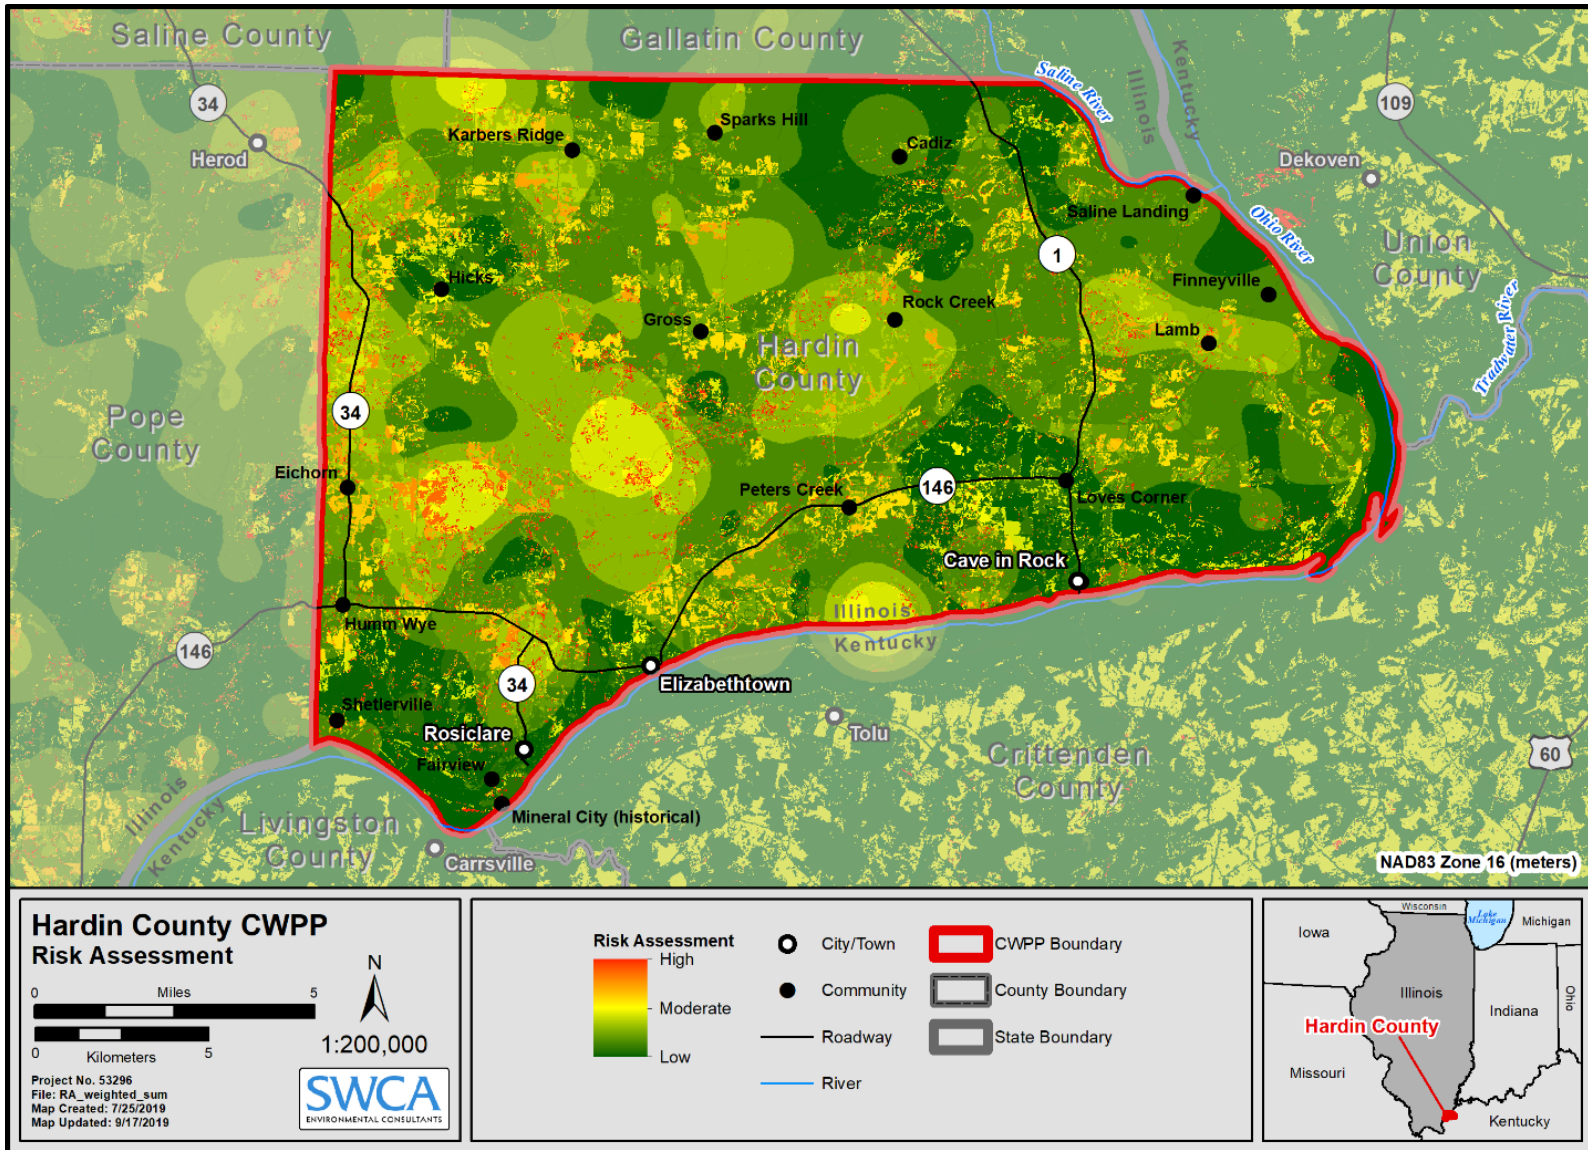 Saline County
Gallatin County
Saline River
Illinois
Kentucky
34
109
Sparks Hill
Karbers Ridge
Cadiz
Herod
Dekoven
Saline Landing
Ohio River
1
Union
County
Hicks
Finneyville
Rock Creek
Gross
Lamb
Tradwater River
Hardin
County
34
Pope
County
Eichorn
Peters Creek
146
Loves Corner
Cave in Rock
Illinois
Kentucky
Humm Wye
146
34
Elizabethtown
Shetlerville
Tolu
Rosiclare
Crittenden
County
60
Fairview
Mineral City (historical)
Illinois
Kentucky
Livingston
County
Carrsville
NAD83 Zone 16 (meters)
Hardin County CWPP
Risk Assessment
0 Miles 5
0 Kilometers 5
N
1:200,000
Project No. 53296
File: RA_weighted_sum
Map Created: 7/25/2019
Map Updated: 9/17/2019
SWCA
ENVIRONMENTAL CONSULTANTS
Risk Assessment
High
Moderate
Low
City/Town
Community
Roadway
River
CWPP Boundary
County Boundary
State Boundary
Wisconsin
Lake
Michigan
Michigan
Iowa
Illinois
Indiana
Ohio
Hardin County
Missouri
Kentucky